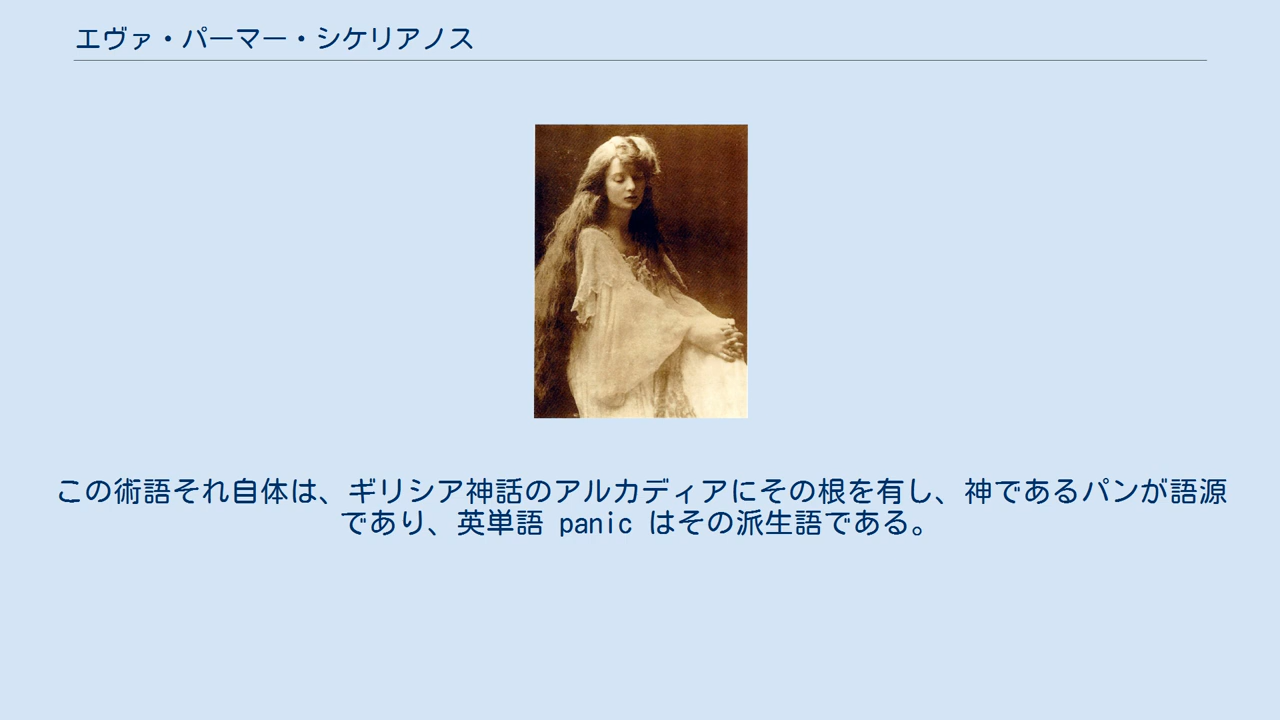 エヴァ・パーマー・シケリアノス
この術語それ自体は、ギリシア神話のアルカディアにその根を有し、神であるパンが語源
であり、英単語 panic はその派生語である。